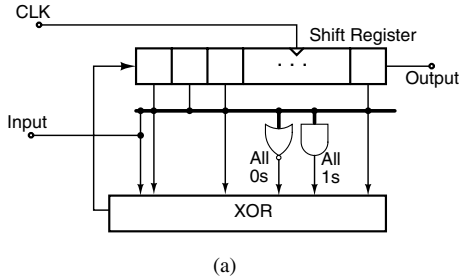 CLK
Shift Register
. . .
Output
Input
All
0s
All
1s
XOR
(a)